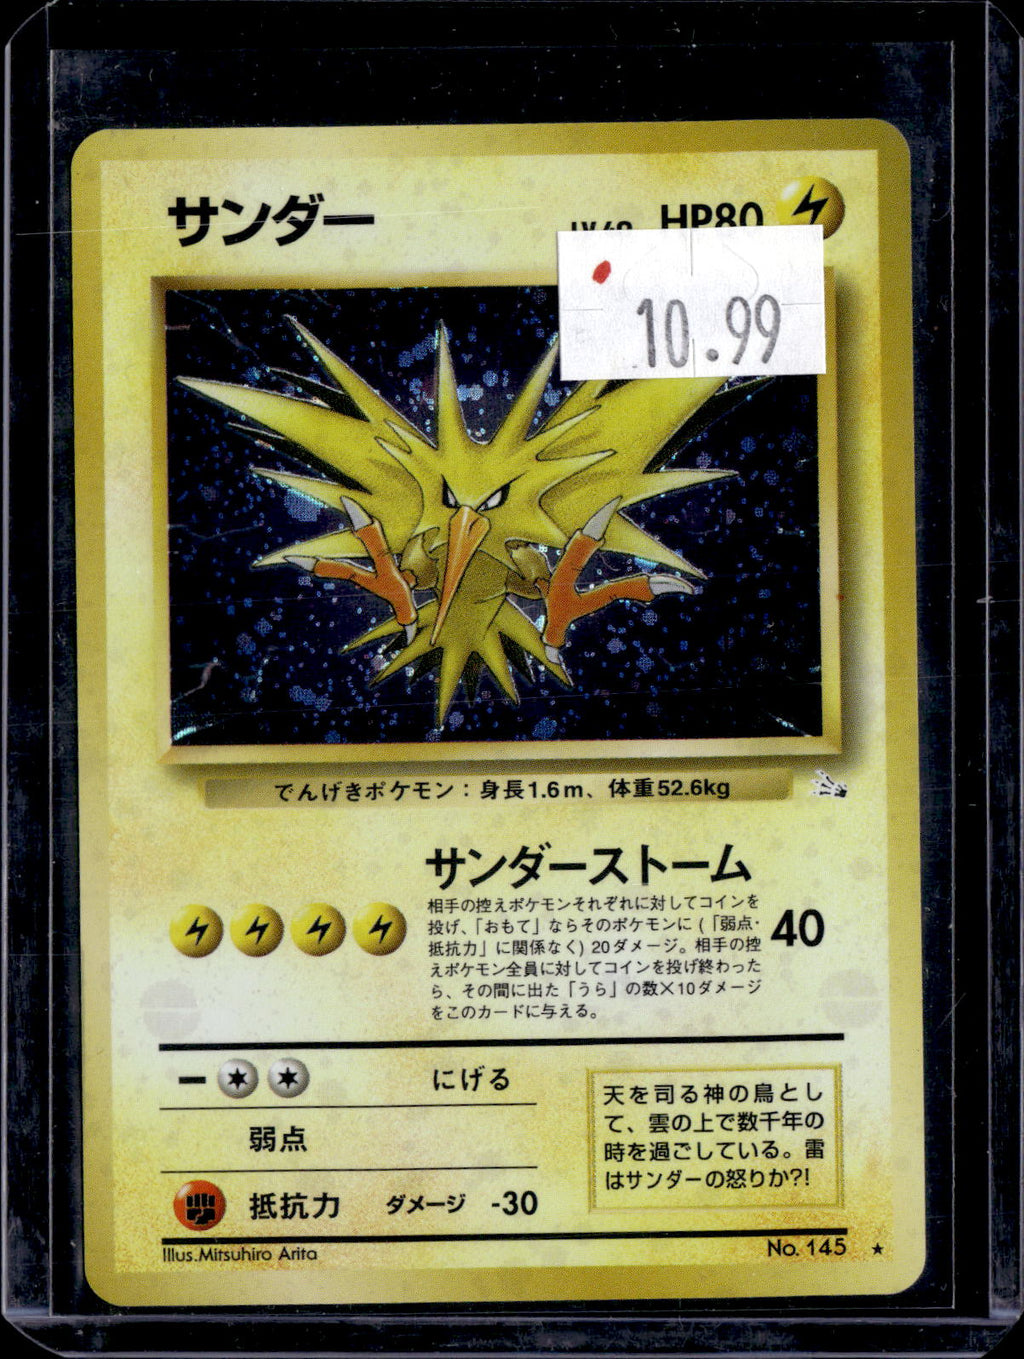 サンダー
HP80
10.99
でんげきポケモン：身長1.6m、体重52.6kg
サンダーストーム
相手の控えポケモンそれぞれに対してコインを
投げ、「おもて」ならそのポケモンに（「弱点・
抵抗力」に関係なく）20ダメージ。相手の控
えポケモン全員に対してコインを投げ終わった
ら、その間に出た「うら」の数×10ダメージ
をこのカードに与える。
40
にげる
弱点
抵抗力 ダメージ -30
天を司る神の鳥とし
て、雲の上で数千年の
時を過ごしている。雷
はサンダーの怒りか?!
Illus.Mitsuhiro Arita
No. 145 ★